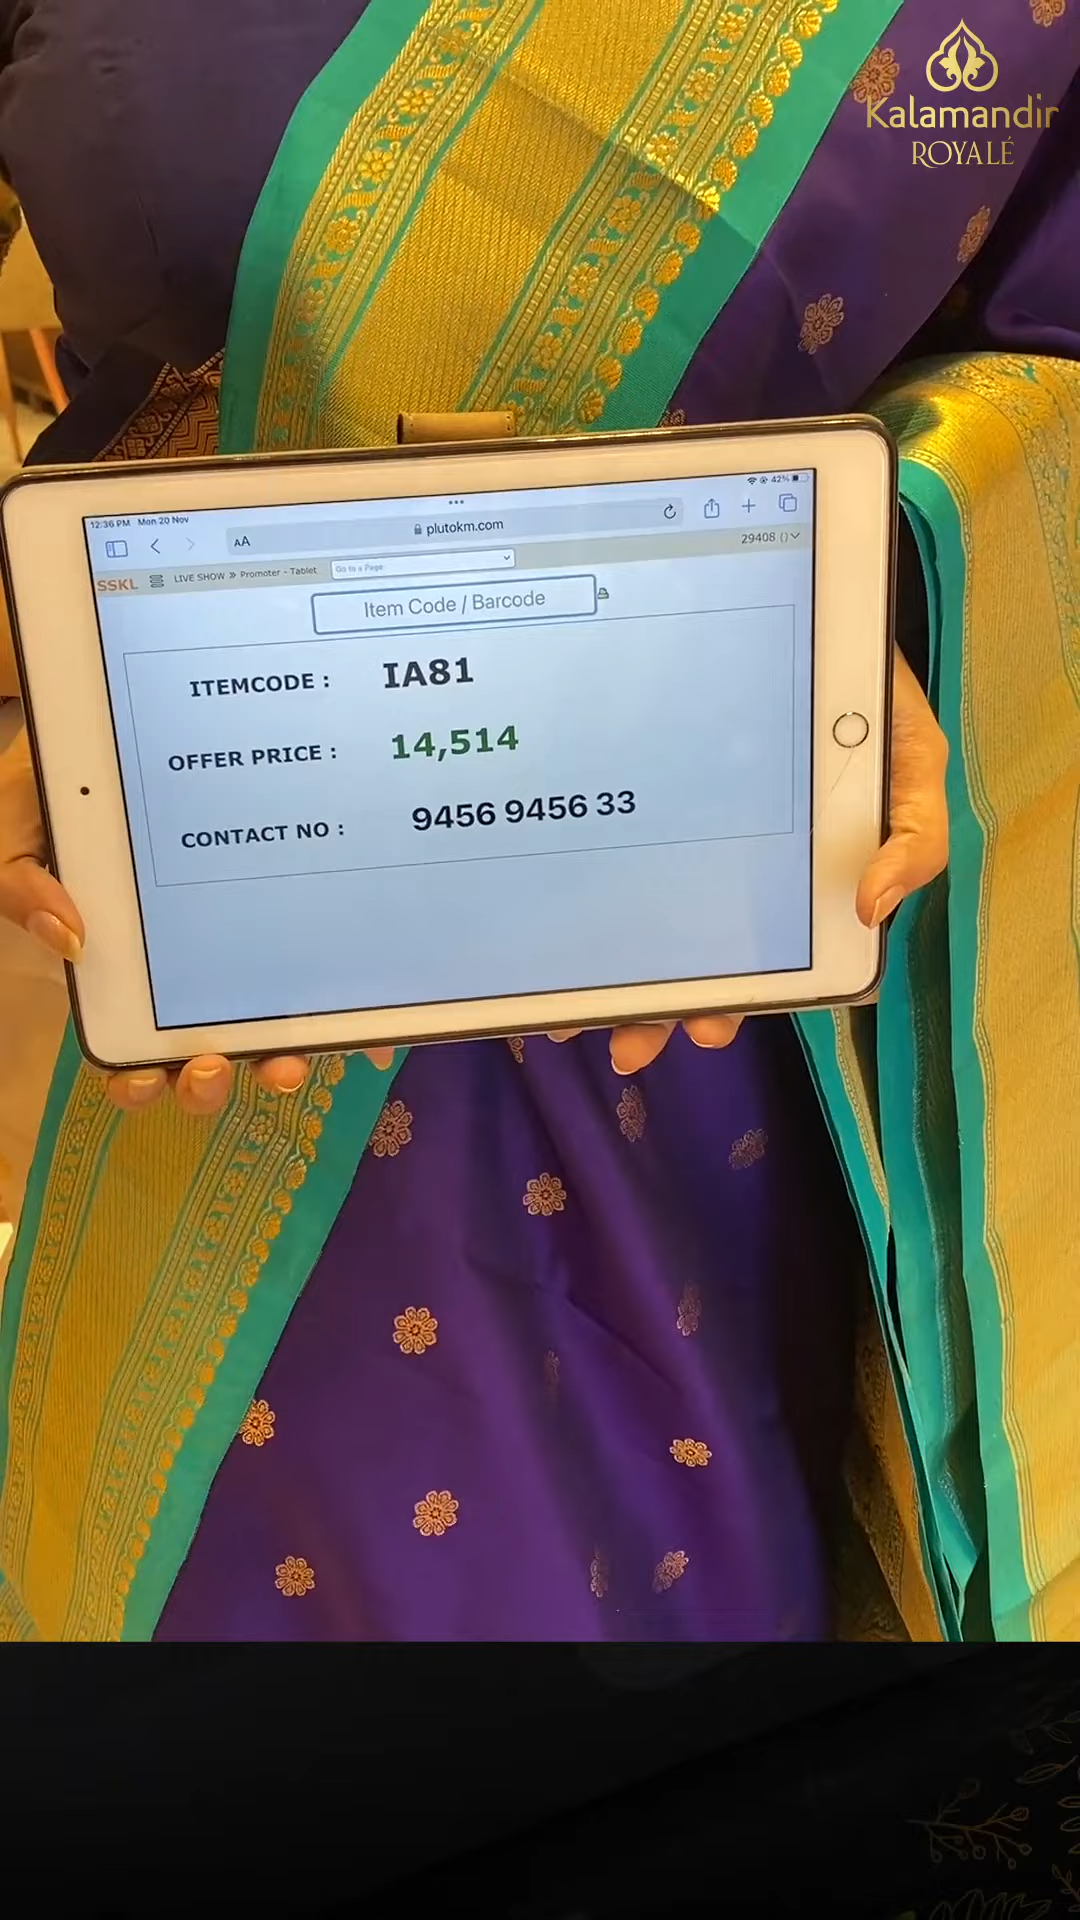 Kalamandir
ROYALÉ
12:36 PM Mon 20 Nov
42%
AA
plutokm.com
SSKL
LIVE SHOW » Promoter - Tablet
Go to a Page
29408 ()
Item Code / Barcode
ITEMCODE : IA81
OFFER PRICE : 14,514
CONTACT NO : 9456 9456 33